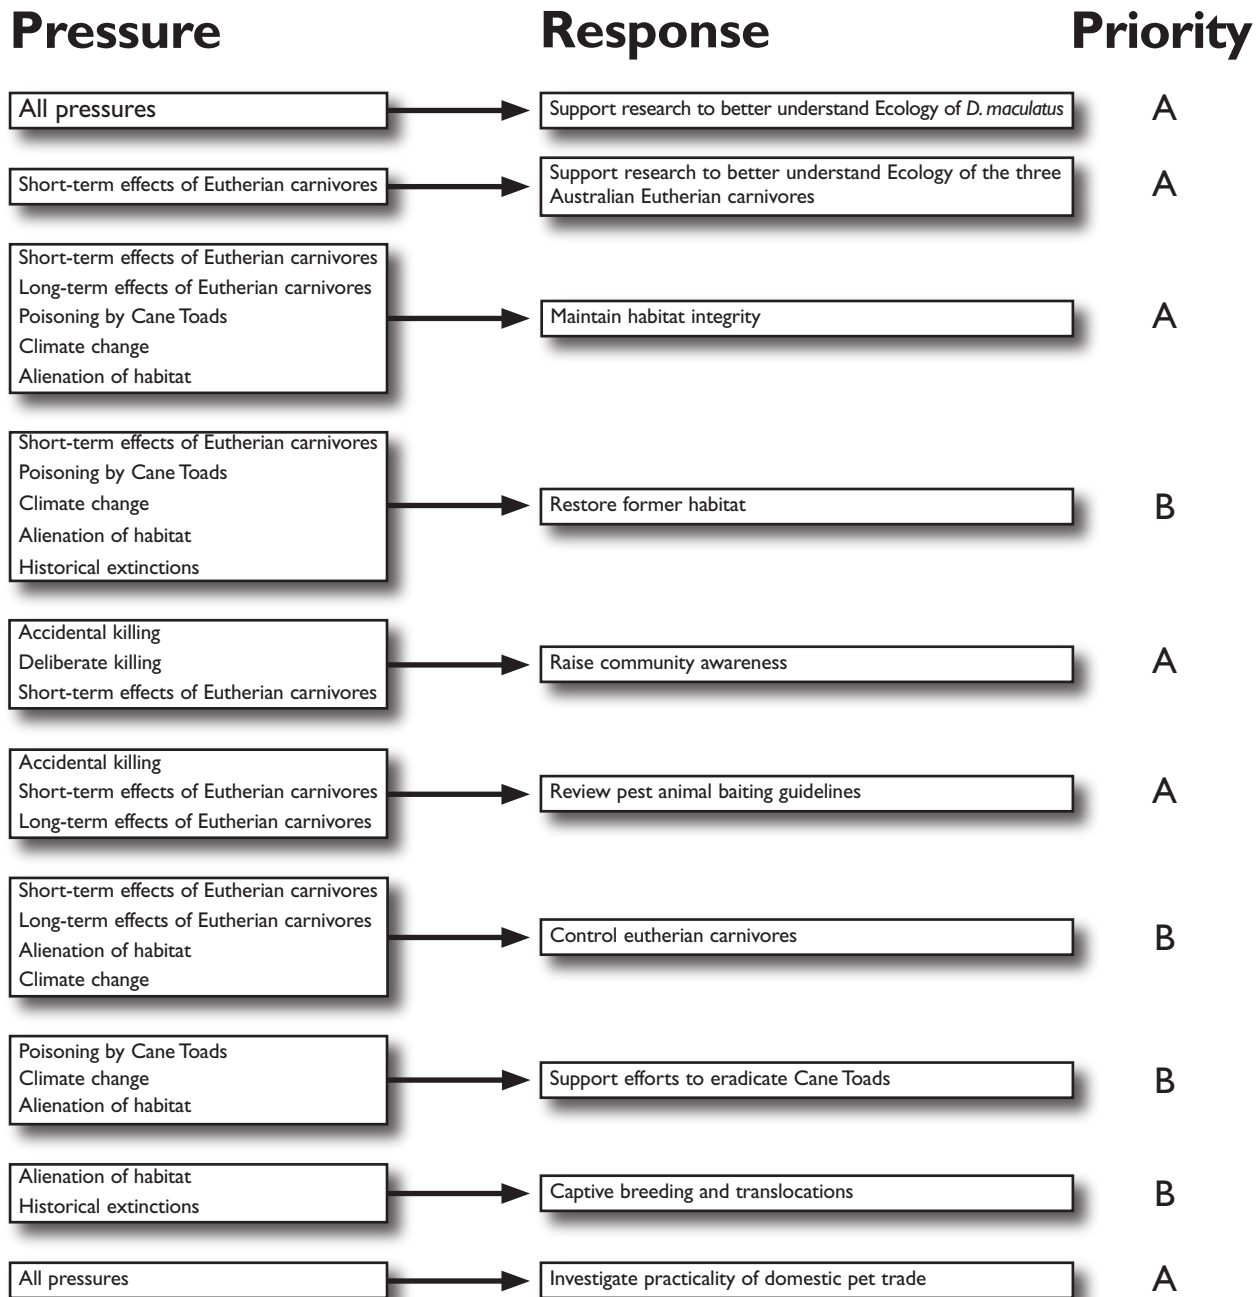 Pressure Response Priority
All pressures Support research to better understand Ecology of D. maculatus A
Short-term effects of Eutherian carnivores Support research to better understand Ecology of the three A
Australian Eutherian carnivores
Short-term effects of Eutherian carnivores
Long-term effects of Eutherian carnivores
Poisoning by Cane Toads Maintain habitat integrity A
Climate change
Alienation of habitat
Short-term effects of Eutherian carnivores
Poisoning by Cane Toads
Climate change Restore former habitat B
Alienation of habitat
Historical extinctions
Accidental killing
Deliberate killing Raise community awareness A
Short-term effects of Eutherian carnivores
Accidental killing
Short-term effects of Eutherian carnivores Review pest animal baiting guidelines A
Long-term effects of Eutherian carnivores
Short-term effects of Eutherian carnivores
Long-term effects of Eutherian carnivores
Control eutherian carnivores B
Alienation of habitat
Climate change
Poisoning by Cane Toads
Climate change Support efforts to eradicate Cane Toads B
Alienation of habitat
Alienation of habitat
Captive breeding and translocations B
Historical extinctions
All pressures Investigate practicality of domestic pet trade A